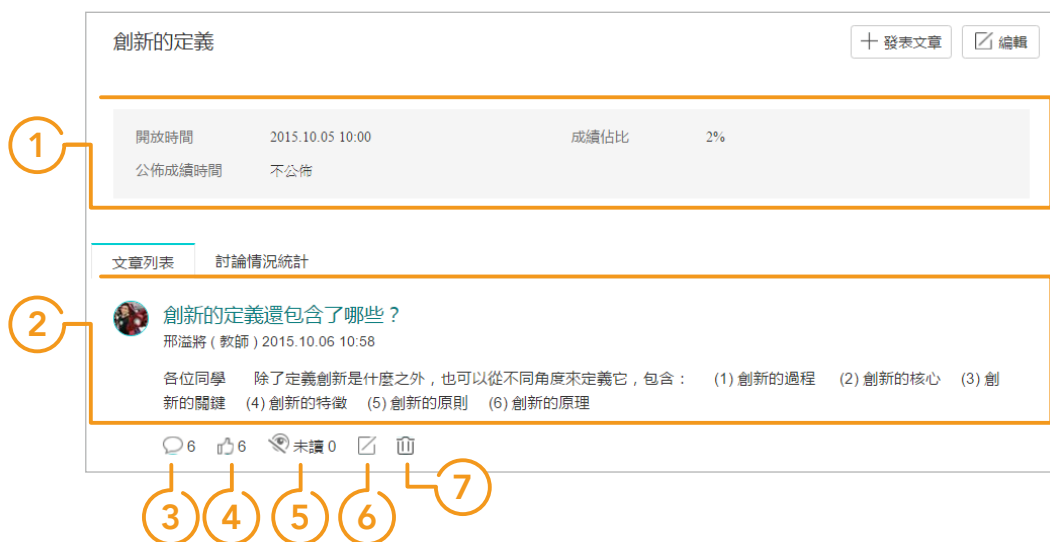 創新的定義
發表文章 編輯
開放時間 2015.10.05 10:00 成績佔比 2%
公佈成績時間 不公佈
文章列表 討論情況統計
創新的定義還包含了哪些？
邢溢將 ( 教師 ) 2015.10.06 10:58
各位同學 除了定義創新是什麼之外，也可以從不同角度來定義它，包含： (1) 創新的過程 (2) 創新的核心 (3) 創
新的關鍵 (4) 創新的特徵 (5) 創新的原則 (6) 創新的原理
6 6 未讀 0
1
2
3 4 5 6 7